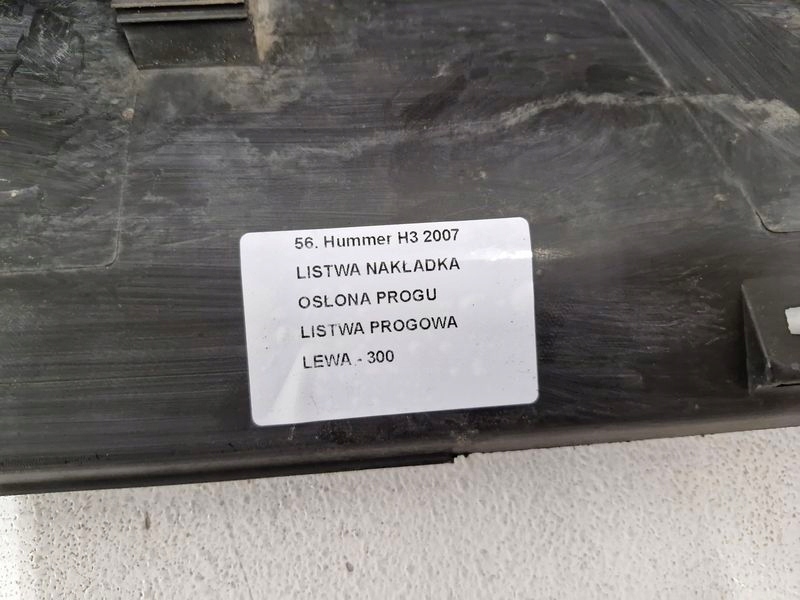 56. Hummer H3 2007
LISTWA NAKŁADKA
OSŁONA PROGU
LISTWA PROGOWA
LEWA - 300